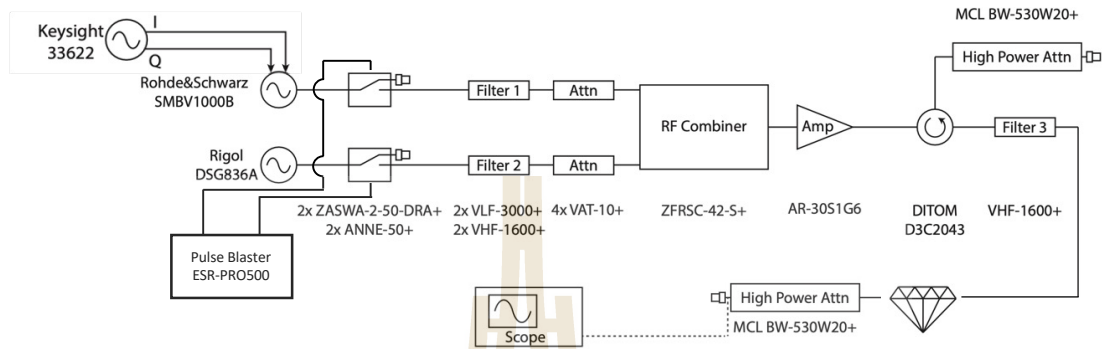 MCL BW-530W20+
Keysight
33622
I
Q
High Power Attn
Rohde&Schwarz
SMBV1000B
Filter 1
Attn
RF Combiner
Amp
Filter 3
Rigol
DSG836A
Filter 2
Attn
2x ZASWA-2-50-DRA+
2x ANNE-50+
2x VLF-3000+
2x VHF-1600+
4x VAT-10+
ZFRSC-42-S+
AR-30S1G6
DITOM
D3C2043
VHF-1600+
Pulse Blaster
ESR-PRO500
High Power Attn
MCL BW-530W20+
Scope